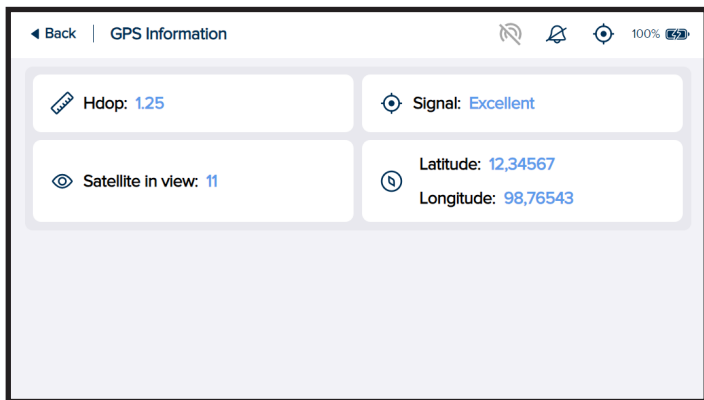 Back | GPS Information 100%
Hdop: 1.25
Signal: Excellent
Satellite in view: 11
Latitude: 12,34567
Longitude: 98,76543